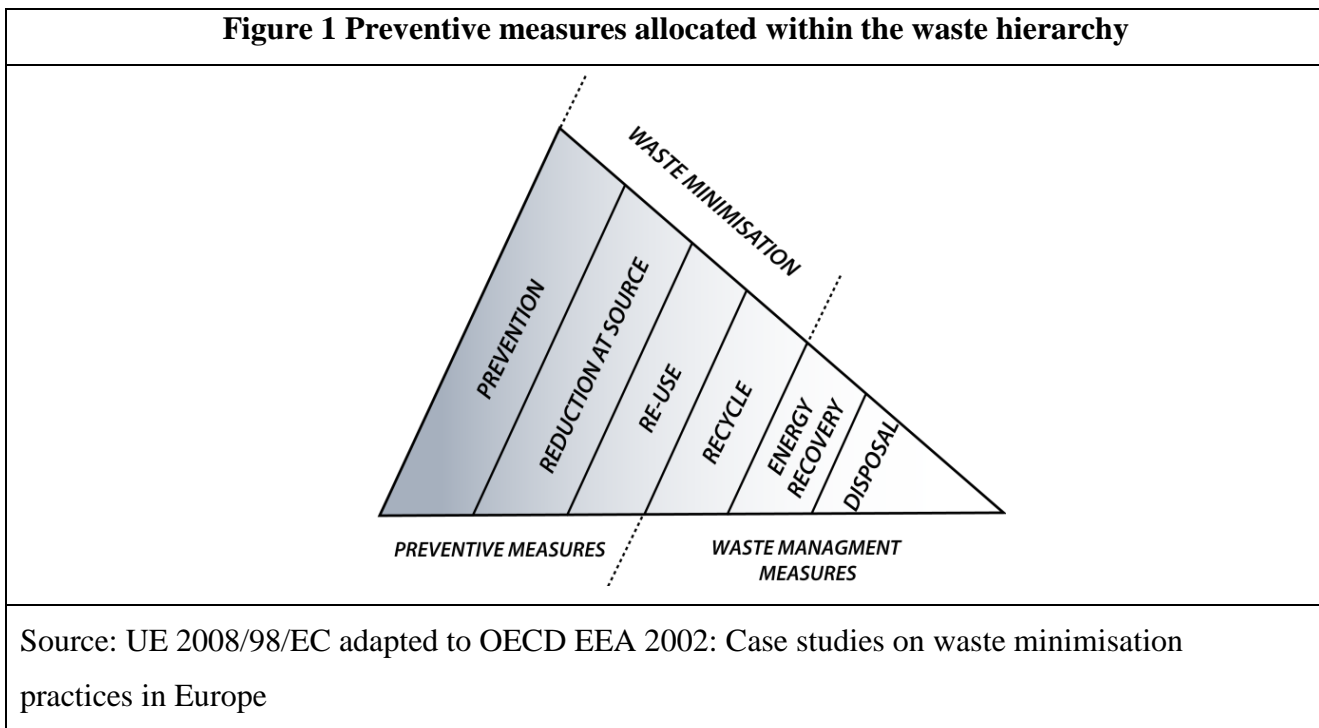 Figure 1 Preventive measures allocated within the waste hierarchy
WASTE MINIMISATION
PREVENTION
REDUCTION AT SOURCE
RE-USE
RECYCLE
ENERGY
RECOVERY
DISPOSAL
PREVENTIVE MEASURES
WASTE MANAGMENT
MEASURES
Source: UE 2008/98/EC adapted to OECD EEA 2002: Case studies on waste minimisation
practices in Europe